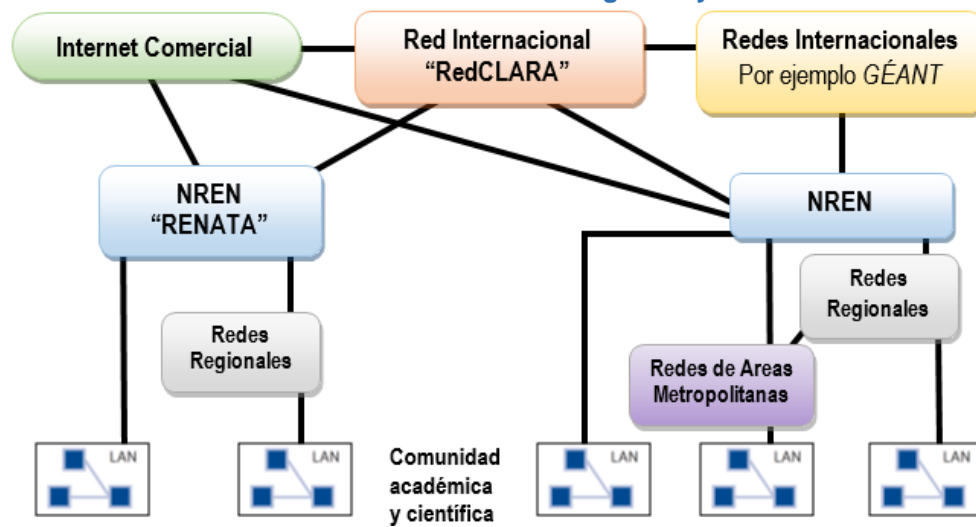 Internet Comercial
Red Internacional
“RedCLARA”
Redes Internacionales
Por ejemplo GÉANT
NREN
“RENATA”
NREN
Redes
Regionales
Redes
Regionales
Redes de Areas
Metropolitanas
LAN
LAN
Comunidad
académica
y científica
LAN
LAN
LAN